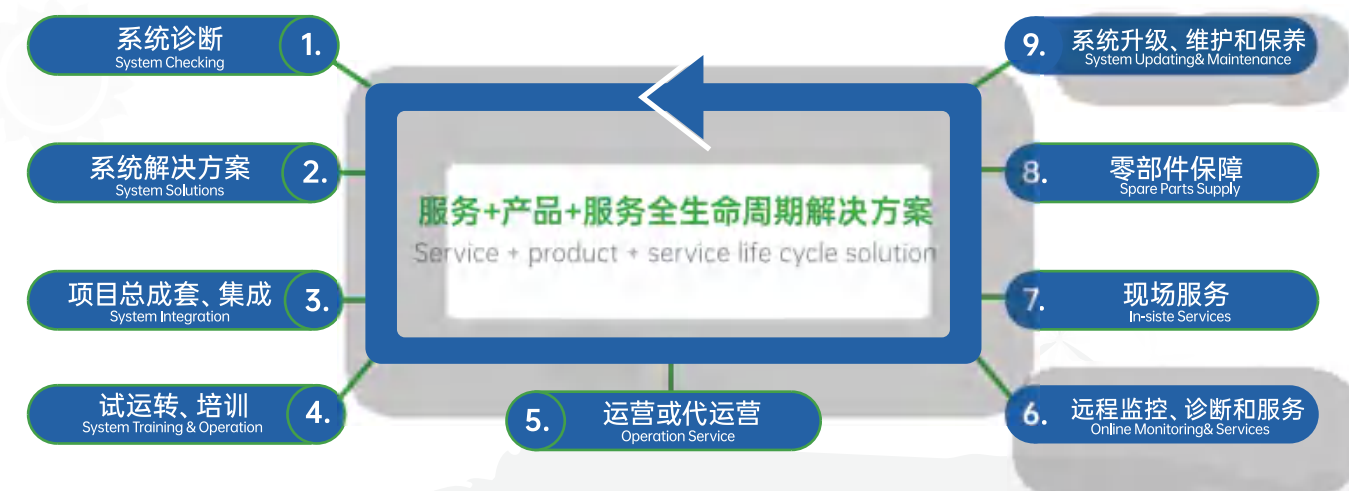 1.
系统诊断
System Checking
2.
系统解决方案
System Solutions
3.
项目总成套、集成
System Integration
4.
试运转、培训
System Training & Operation
5.
运营或代运营
Operation Service
6.
远程监控、诊断和服务
Online Monitoring& Services
7.
现场服务
In-siste Services
8.
零部件保障
Spare Parts Supply
9.
系统升级、维护和保养
System Updating& Maintenance
服务+产品+服务全生命周期解决方案
Service + product + service life cycle solution